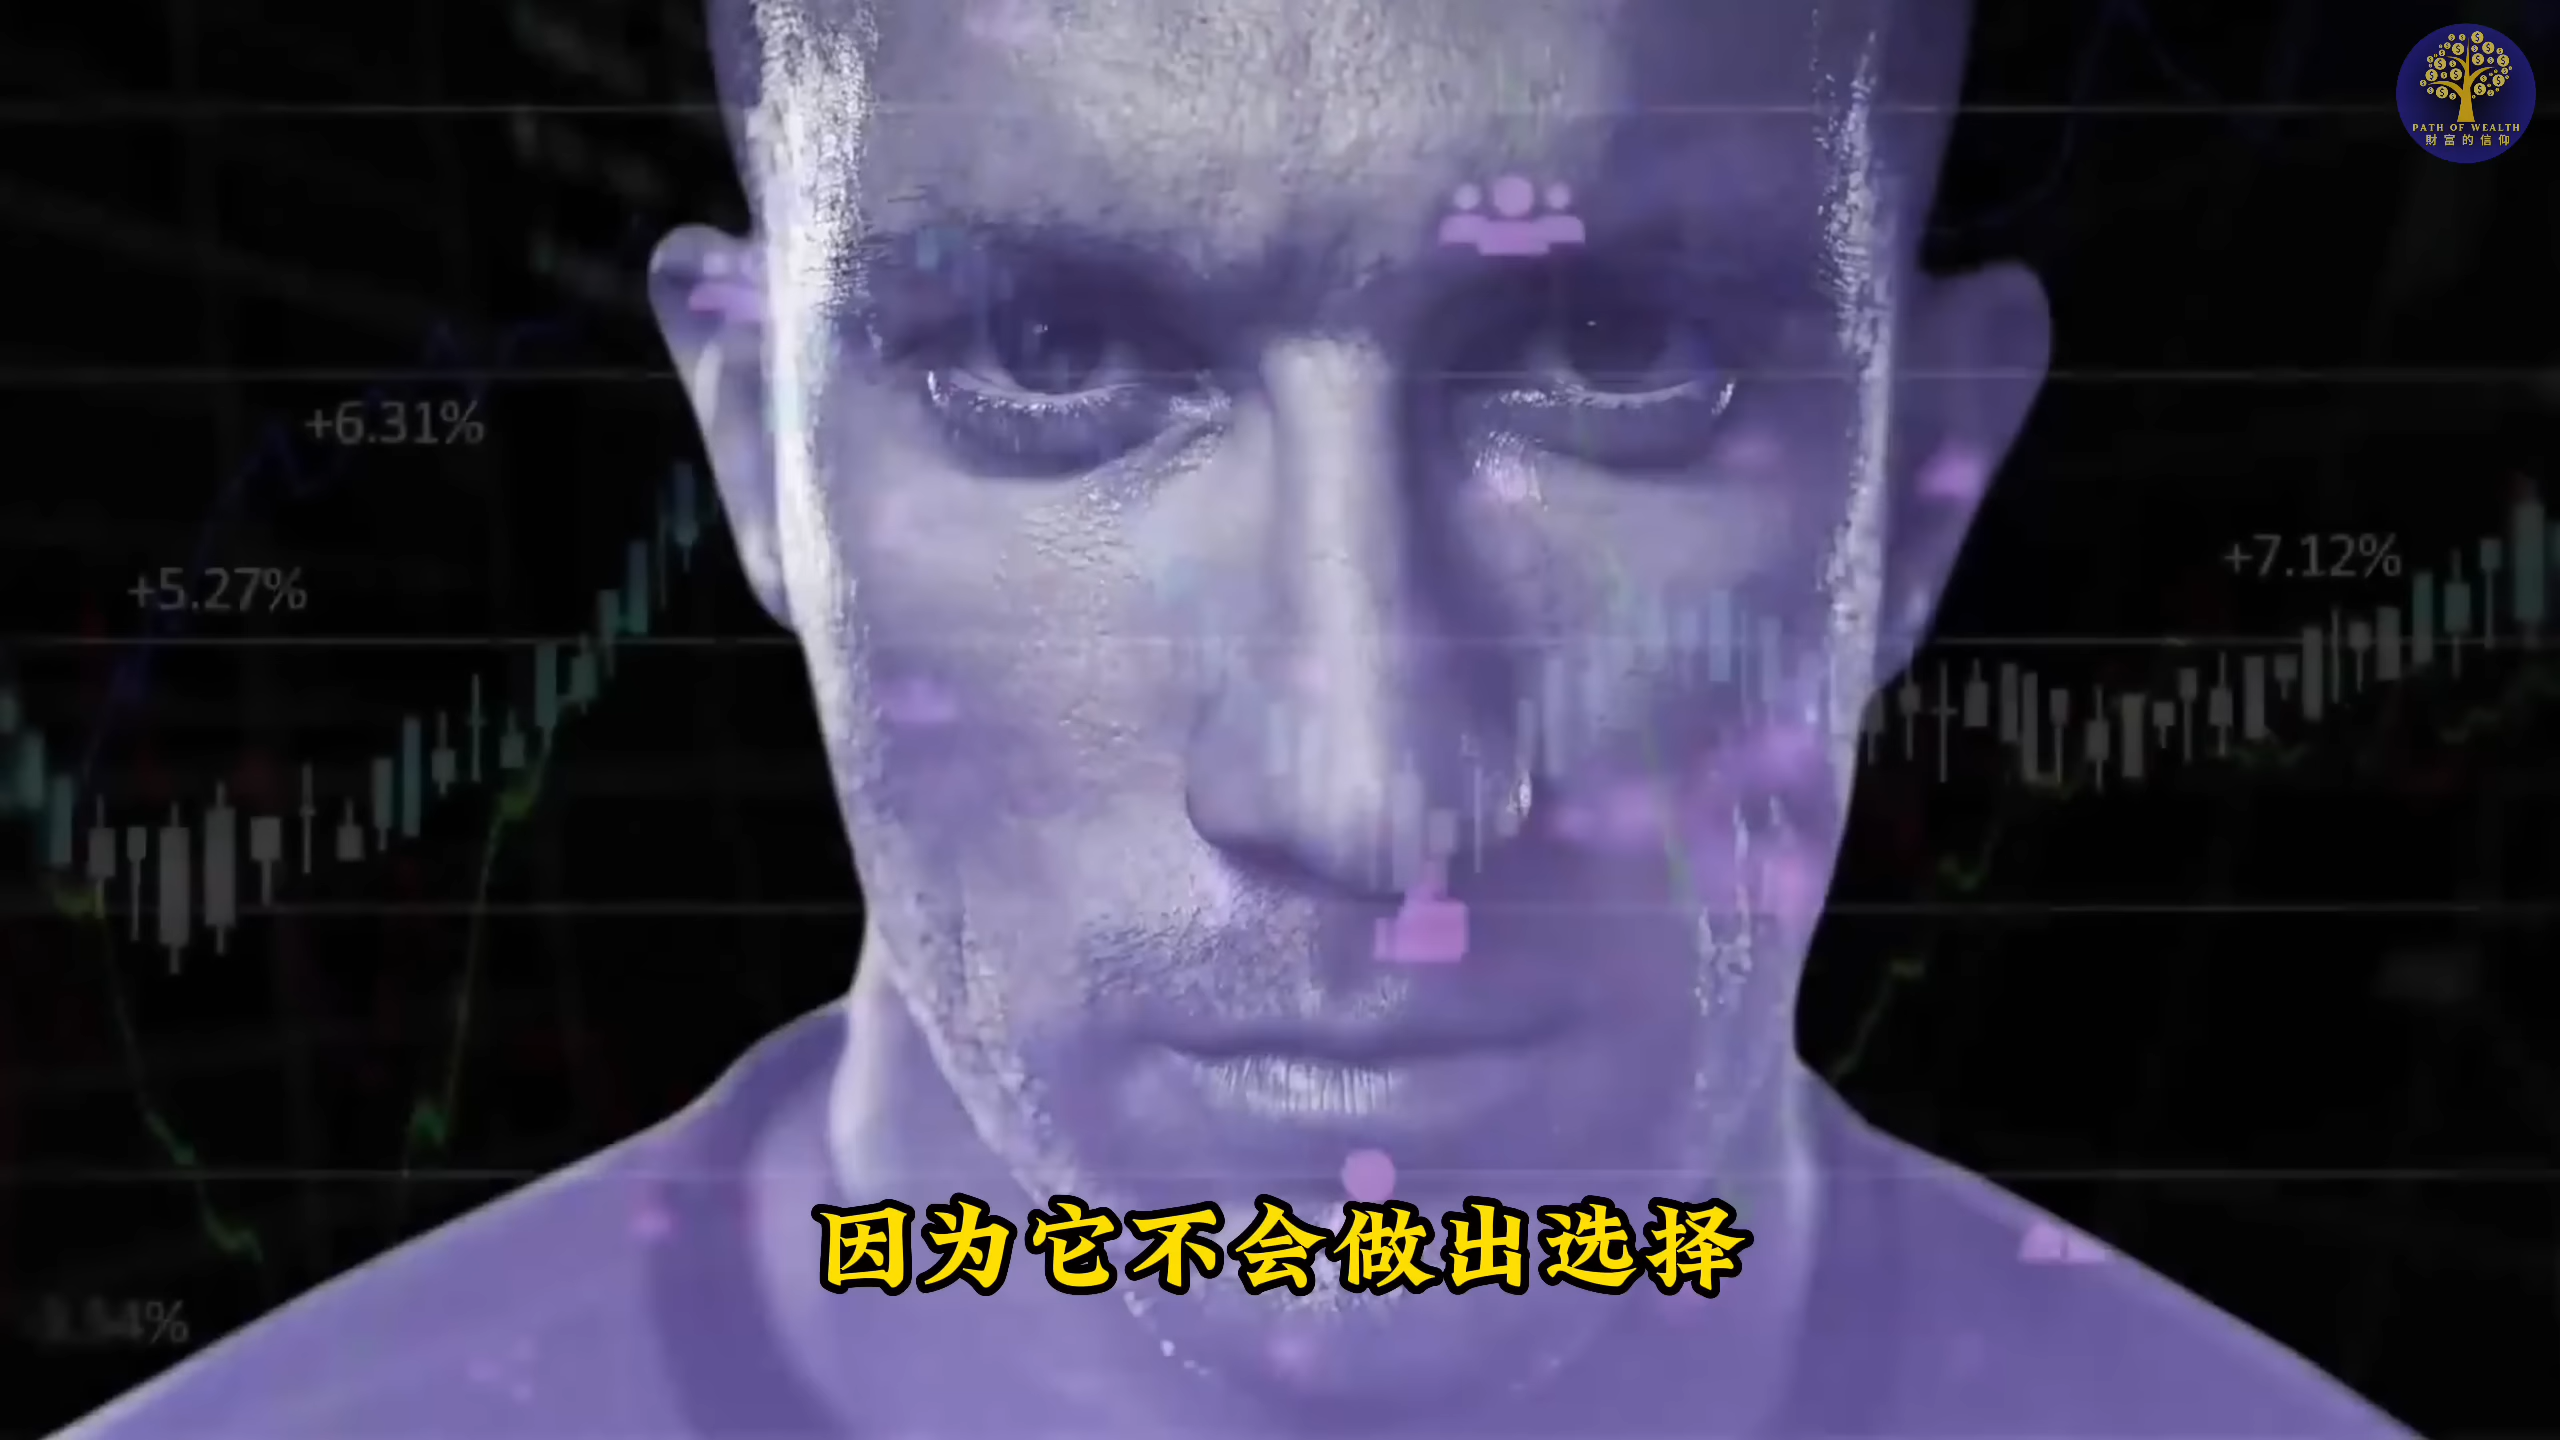 PATH OF WEALTH
財富的信仰
+6.31%
+5.27%
+7.12%
因为它不会做出选择